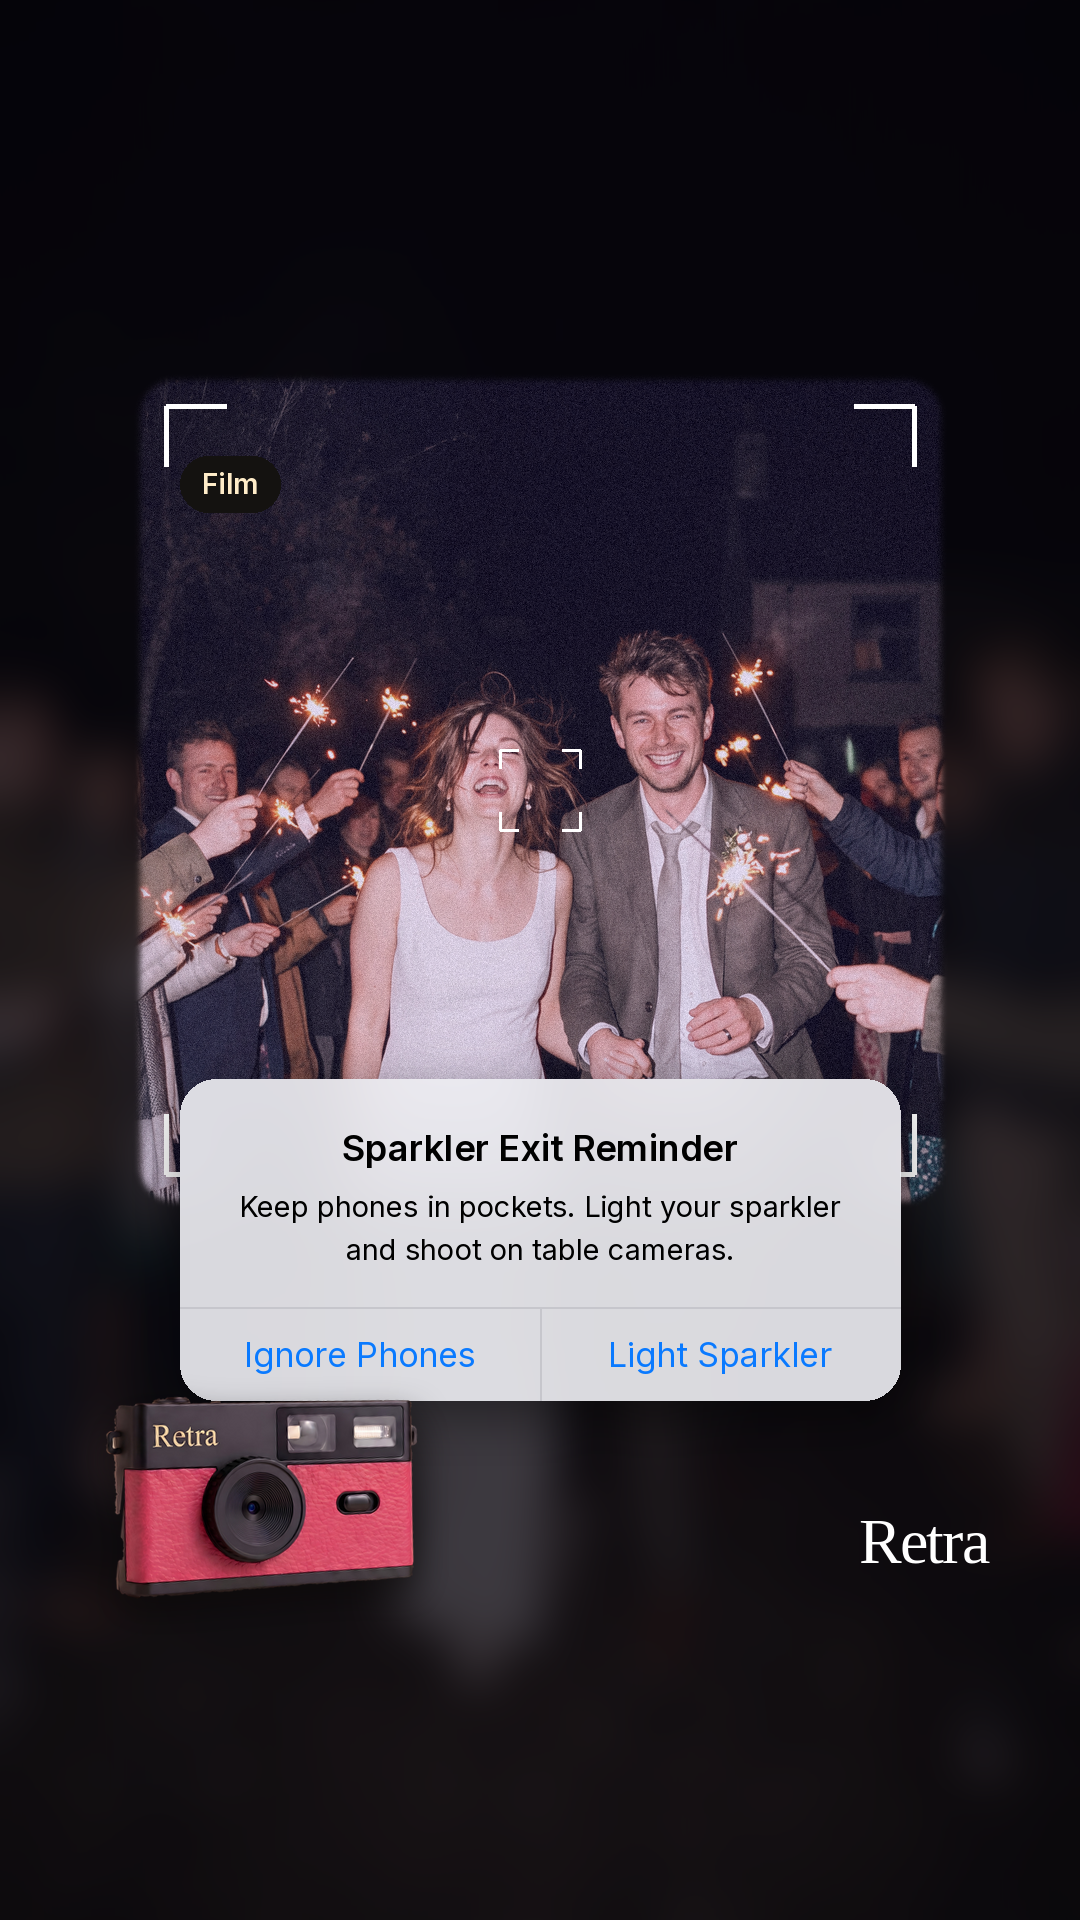 Film
Sparkler Exit Reminder
Keep phones in pockets. Light your sparkler
and shoot on table cameras.
Ignore Phones
Light Sparkler
Retra
Retra